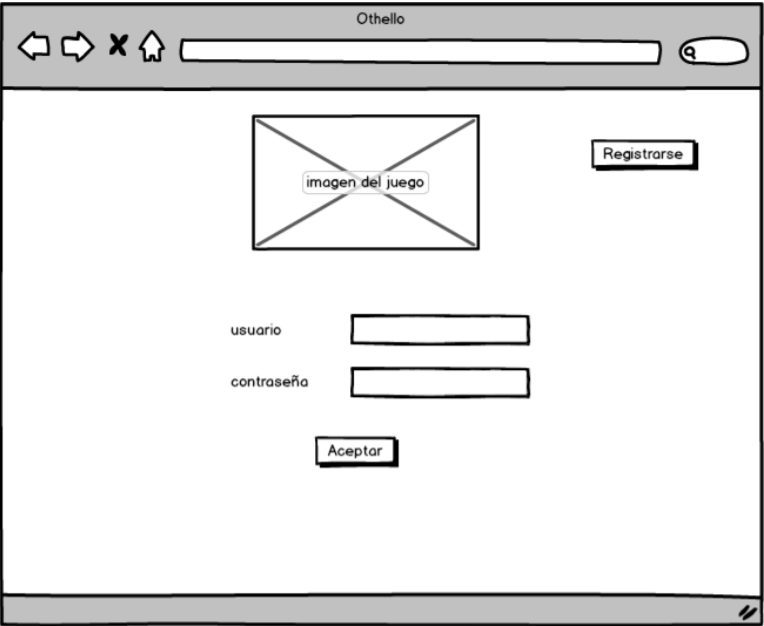 Othello
imagen del juego
Registrarse
usuario
contraseña
Aceptar